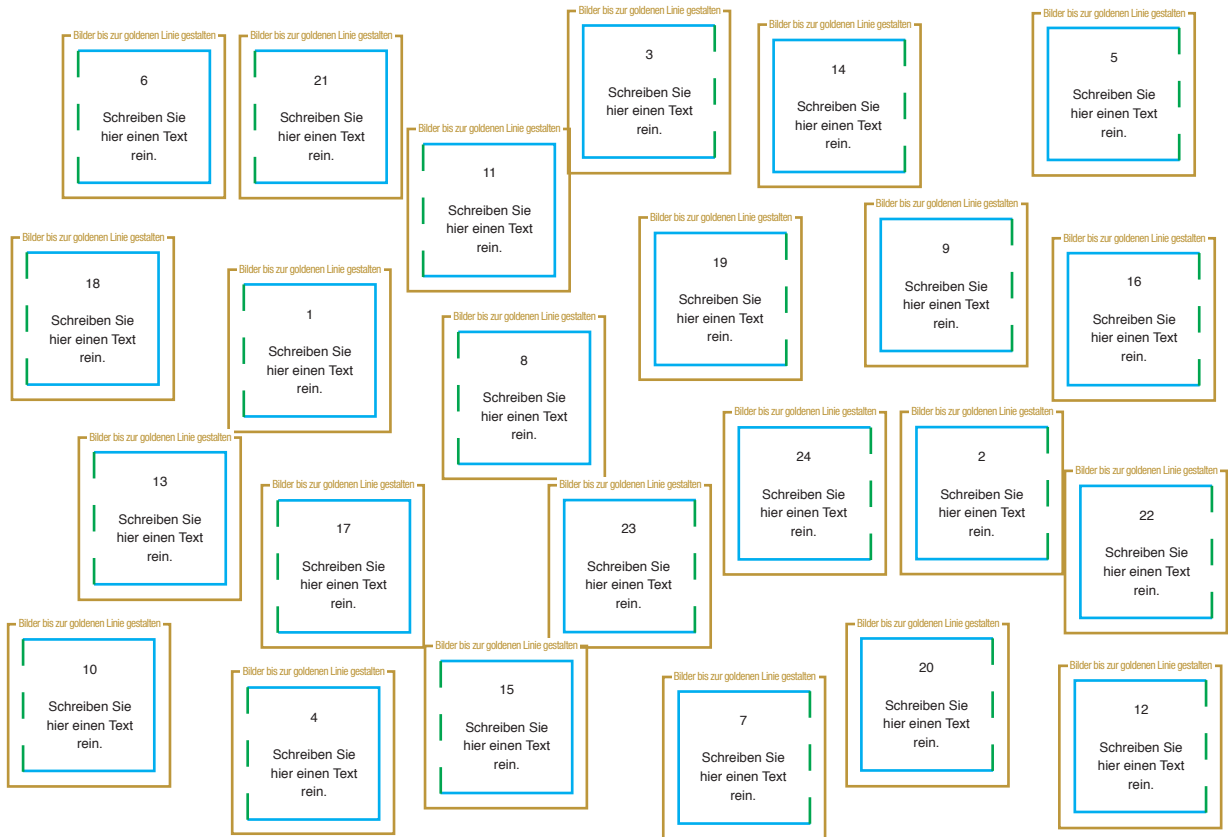 Bilder bis zur goldenen Linie gestalten
6
Schreiben Sie
hier einen Text
rein.
Bilder bis zur goldenen Linie gestalten
21
Schreiben Sie
hier einen Text
rein.
Bilder bis zur goldenen Linie gestalten
3
Schreiben Sie
hier einen Text
rein.
Bilder bis zur goldenen Linie gestalten
14
Schreiben Sie
hier einen Text
rein.
Bilder bis zur goldenen Linie gestalten
5
Schreiben Sie
hier einen Text
rein.
Bilder bis zur goldenen Linie gestalten
11
Schreiben Sie
hier einen Text
rein.
Bilder bis zur goldenen Linie gestalten
18
Schreiben Sie
hier einen Text
rein.
Bilder bis zur goldenen Linie gestalten
1
Schreiben Sie
hier einen Text
rein.
Bilder bis zur goldenen Linie gestalten
19
Schreiben Sie
hier einen Text
rein.
Bilder bis zur goldenen Linie gestalten
9
Schreiben Sie
hier einen Text
rein.
Bilder bis zur goldenen Linie gestalten
16
Schreiben Sie
hier einen Text
rein.
Bilder bis zur goldenen Linie gestalten
8
Schreiben Sie
hier einen Text
rein.
Bilder bis zur goldenen Linie gestalten
13
Schreiben Sie
hier einen Text
rein.
Bilder bis zur goldenen Linie gestalten
17
Schreiben Sie
hier einen Text
rein.
Bilder bis zur goldenen Linie gestalten
23
Schreiben Sie
hier einen Text
rein.
Bilder bis zur goldenen Linie gestalten
24
Schreiben Sie
hier einen Text
rein.
Bilder bis zur goldenen Linie gestalten
2
Schreiben Sie
hier einen Text
rein.
Bilder bis zur goldenen Linie gestalten
22
Schreiben Sie
hier einen Text
rein.
Bilder bis zur goldenen Linie gestalten
10
Schreiben Sie
hier einen Text
rein.
Bilder bis zur goldenen Linie gestalten
4
Schreiben Sie
hier einen Text
rein.
Bilder bis zur goldenen Linie gestalten
15
Schreiben Sie
hier einen Text
rein.
Bilder bis zur goldenen Linie gestalten
7
Schreiben Sie
hier einen Text
rein.
Bilder bis zur goldenen Linie gestalten
20
Schreiben Sie
hier einen Text
rein.
Bilder bis zur goldenen Linie gestalten
12
Schreiben Sie
hier einen Text
rein.